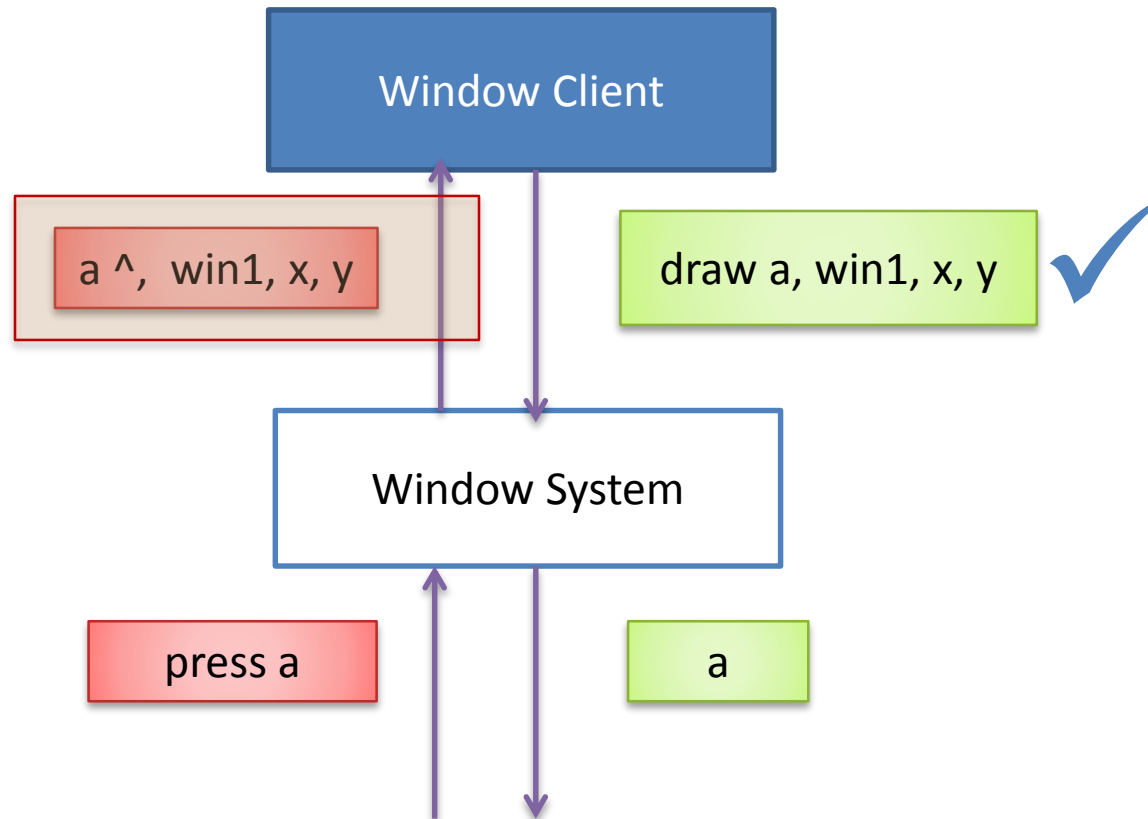 Window Client
a ^, win1, x, y
draw a, win1, x, y
Window System
press a
a